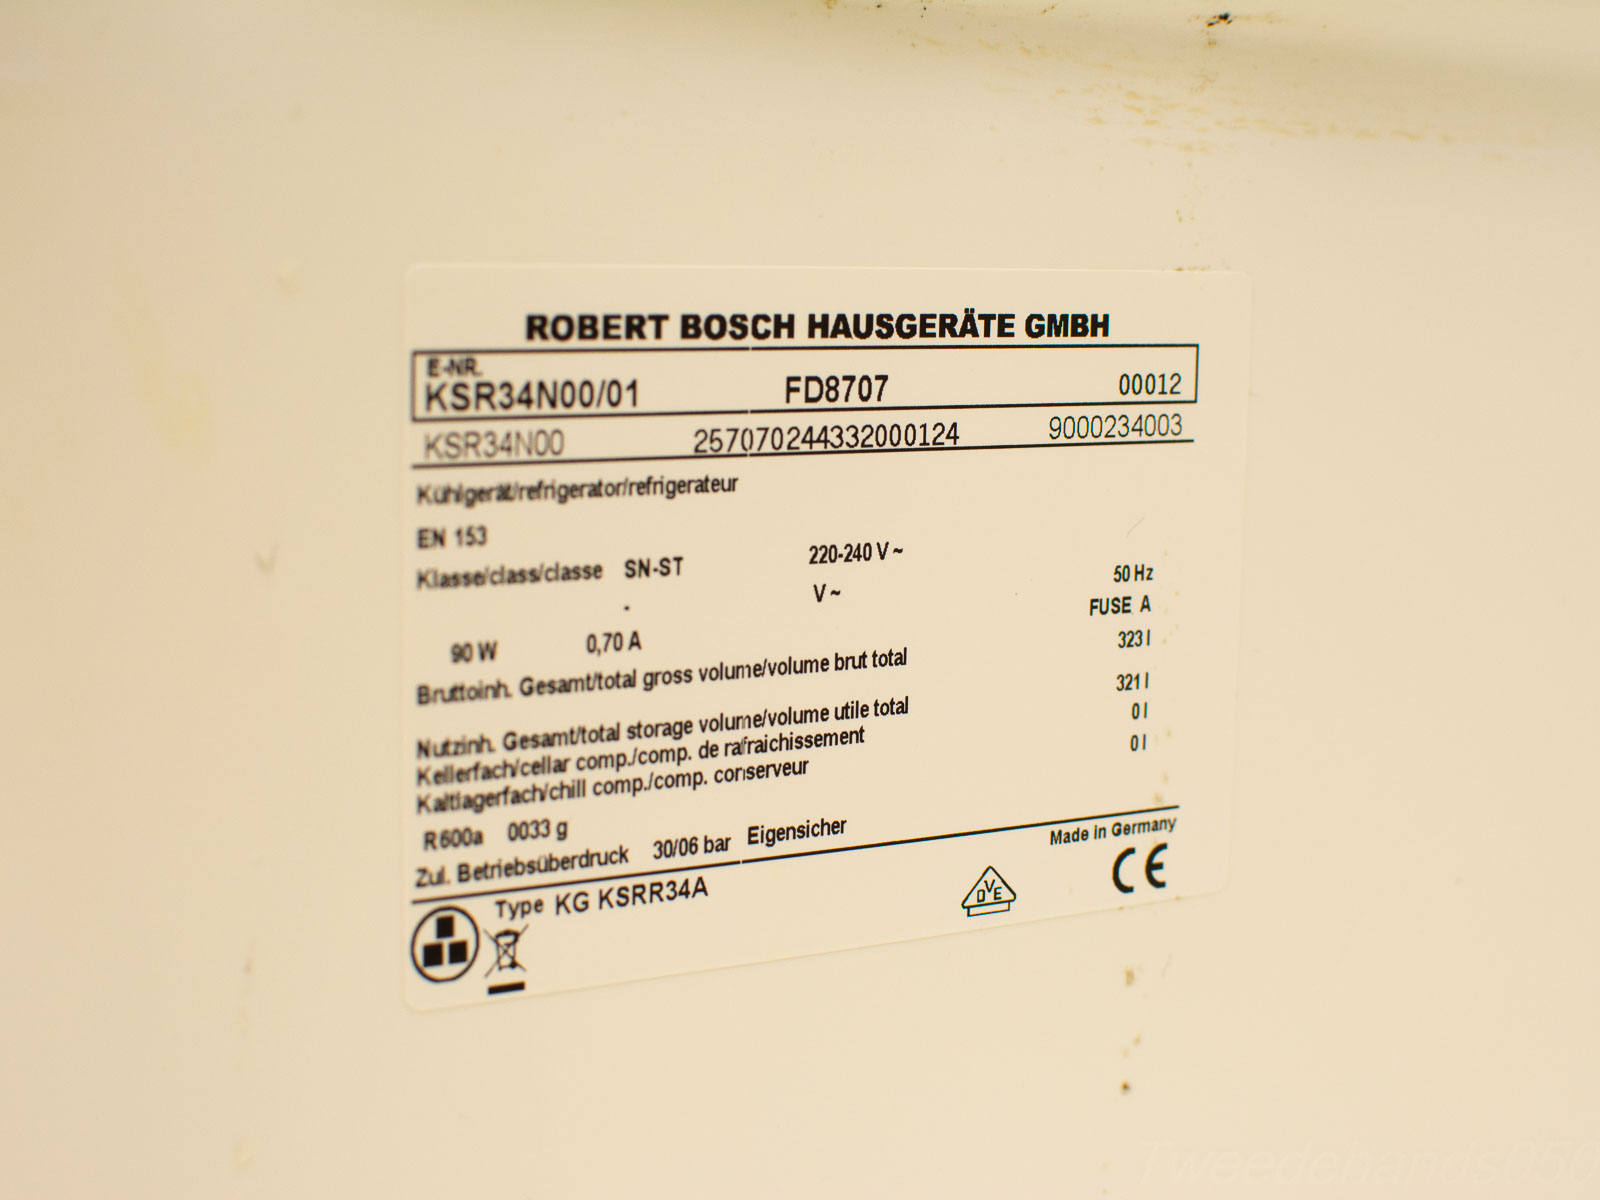 ROBERT BOSCH HAUSGERÄTE GMBH
E-NR.
KSR34N00/01 FD8707 00012
KSR34N00 257070244332000124 9000234003
Kühlgerät/refrigerator/refrigerateur
EN 153
Klasse/class/classe SN-ST 220-240 V ~ 50 Hz
- V ~ FUSE A
90 W 0,70 A
Bruttoinh. Gesamt/total gross volume/volume brut total 323 l
Nutzinh. Gesamt/total storage volume/volume utile total 321 l
Kellerfach/cellar comp./comp. de rafraichissement 0 l
Kaltlagerfach/chill comp./comp. conserveur 0 l
R600a 0033 g
Zul. Betriebsüberdruck 30/06 bar Eigensicher
Made in Germany
Type KG KSRR34A
DVE
CE
Tweedehands050